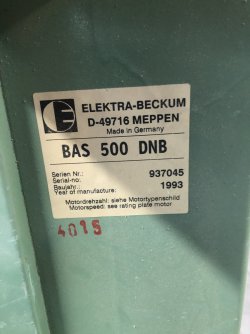 ELEKTRA-BECKUM
D-49716 MEPPEN
Made in Germany
BAS 500 DNB
Serien Nr.: 937045
Serial-no:
Baujahr: 1993
Year of manufacture:
Motordrehzahl: siehe Motortypenschild
Motorspeed: see rating plate motor
4015